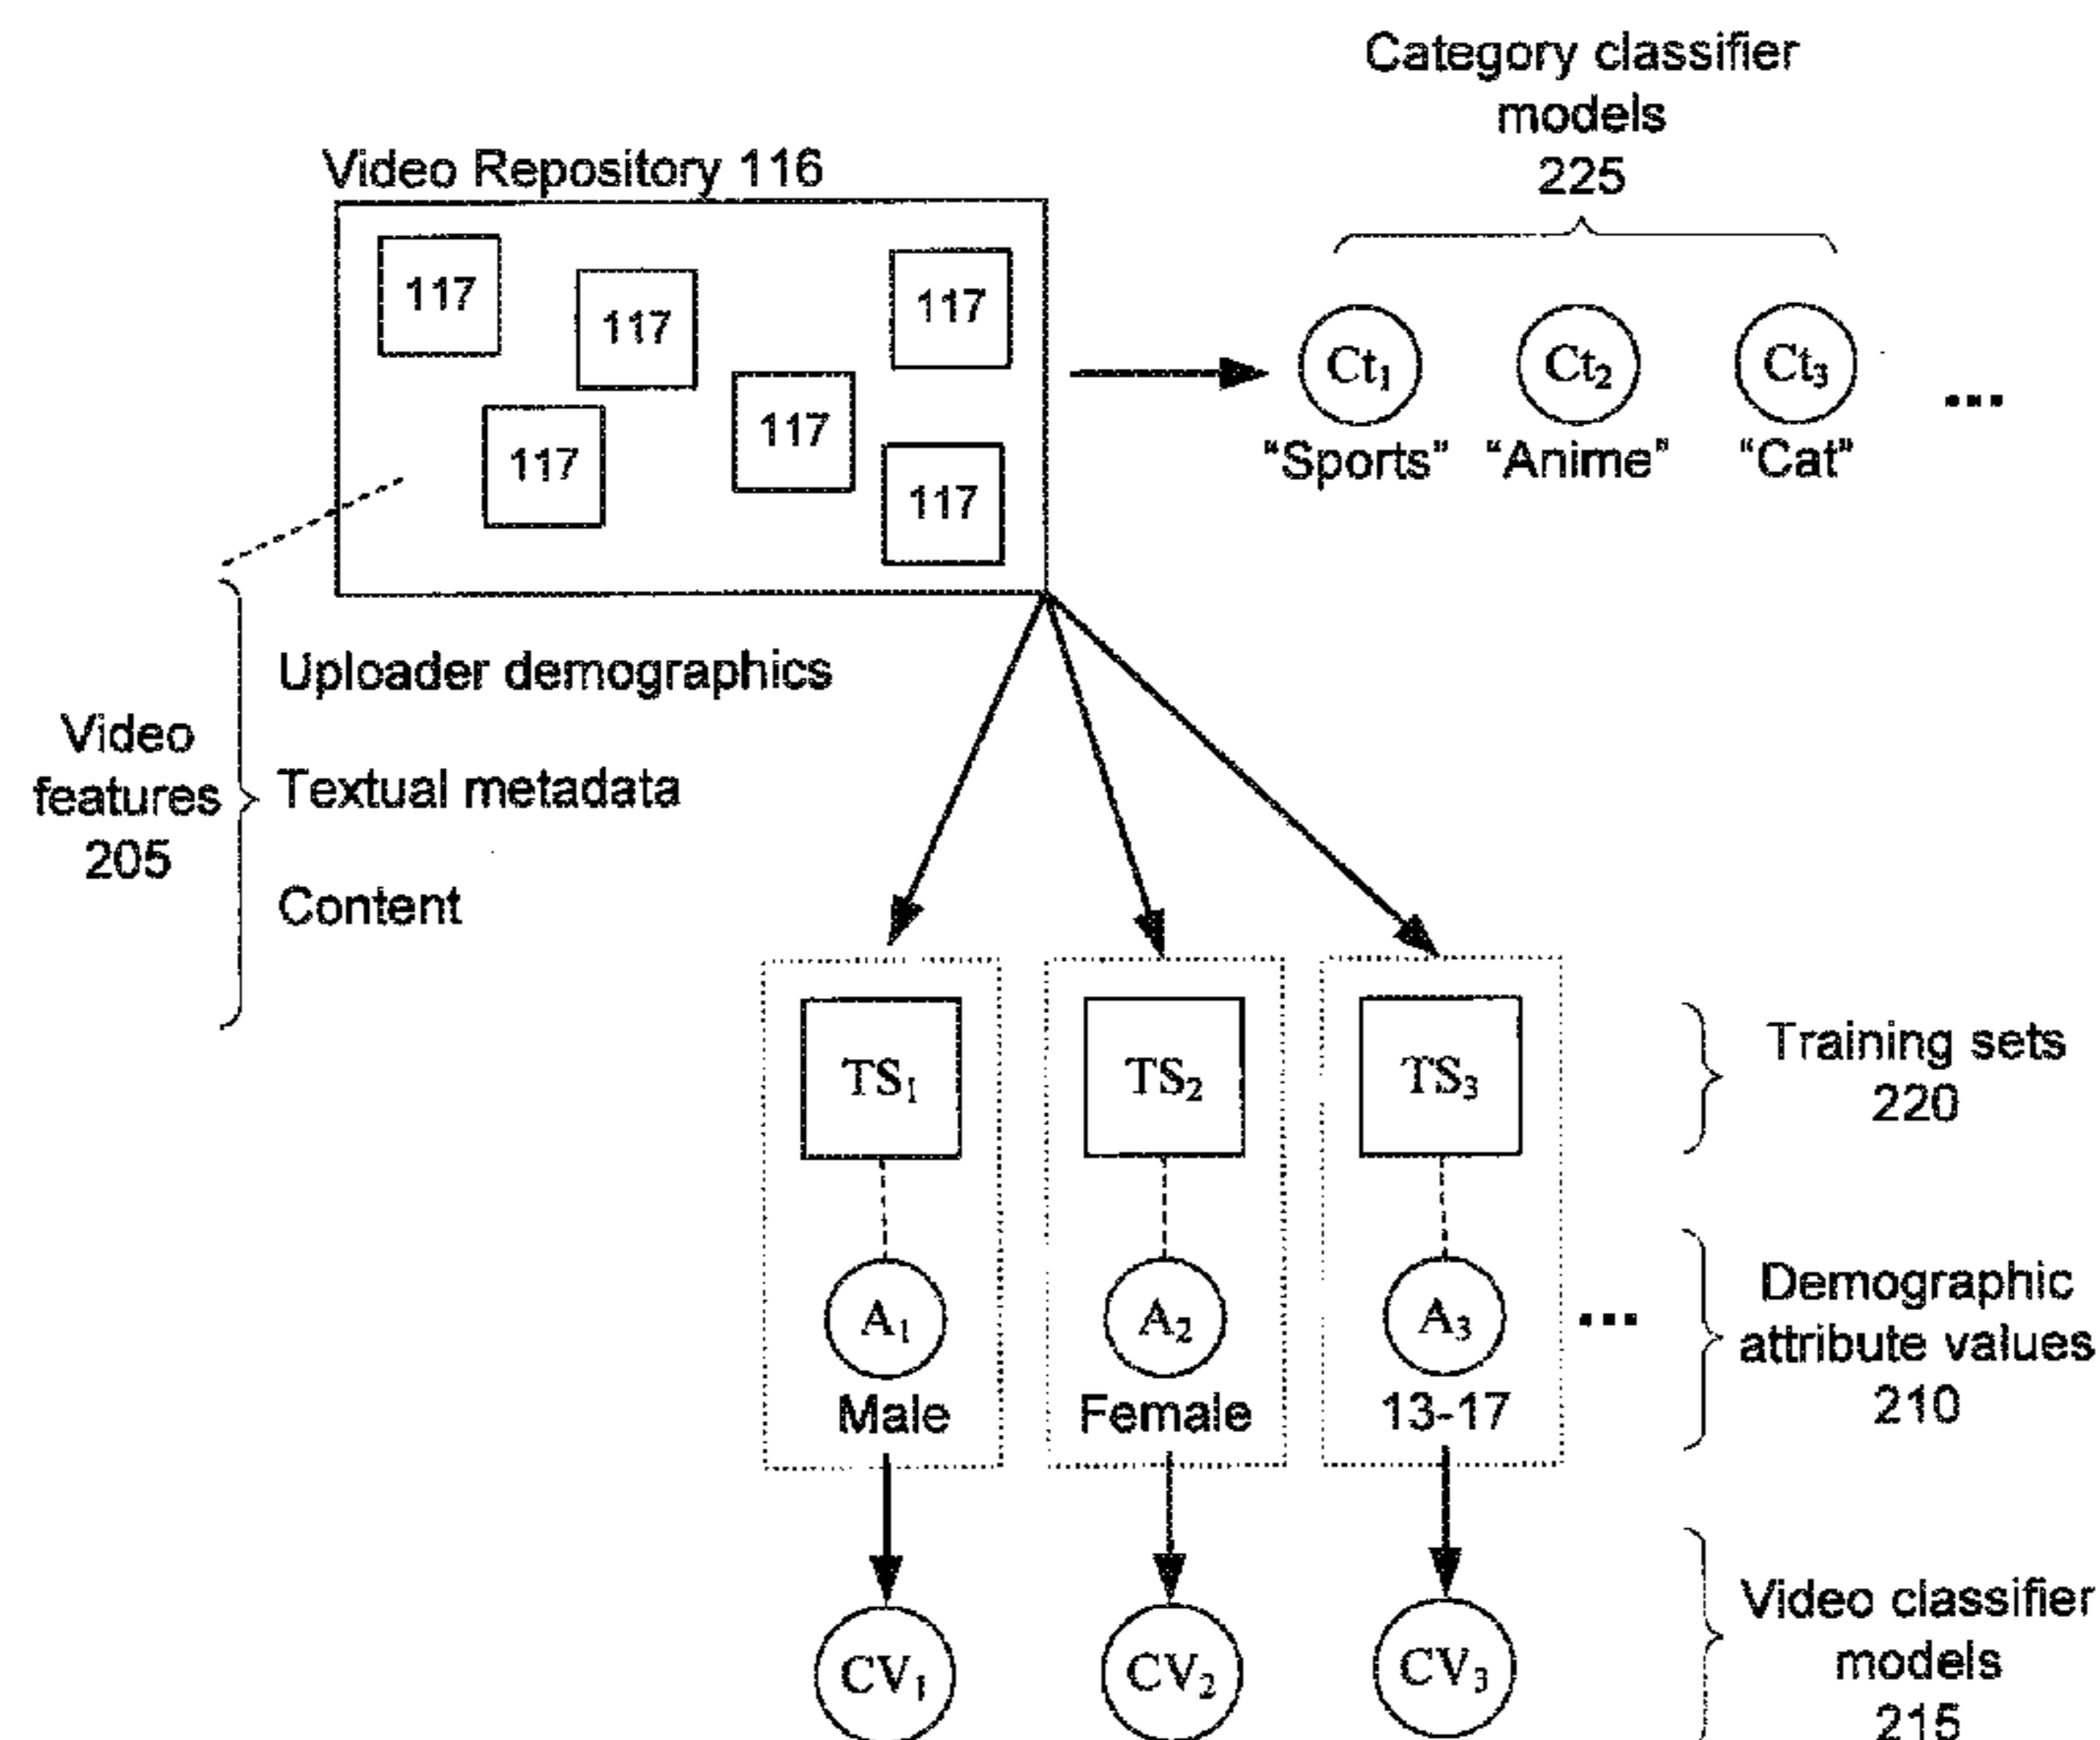 Category classifier
models
225
Video Repository 116
117
117
117
117
117
117
Ct1
Ct2
Ct3
...
“Sports”
“Anime”
“Cat”
Uploader demographics
Video
features
205
Textual metadata
Content
TS1
TS2
TS3
Training sets
220
A1
A2
A3
...
Male
Female
13-17
Demographic
attribute values
210
CV1
CV2
CV3
Video classifier
models
215